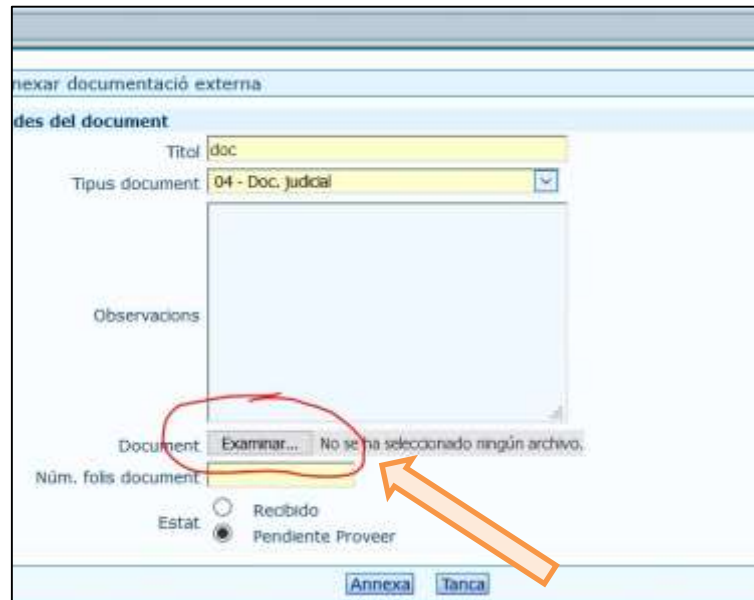 nexar documentació externa
des del document
Títol doc
Tipus document 04 - Doc. judicial
Observacions
Document Examinar... No se ha seleccionado ningún archivo.
Núm. folis document
Estat Recibido
Pendiente Proveer
Annexa Tanca